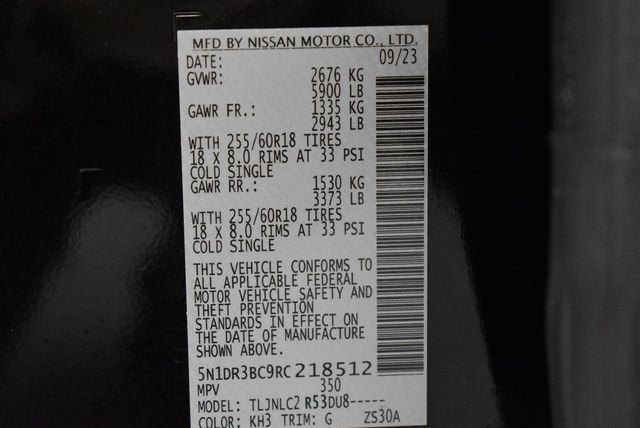 MFD BY NISSAN MOTOR CO., LTD.
DATE: 09/23
GVWR: 2676 KG
5900 LB
GAWR FR.: 1335 KG
2943 LB
WITH 255/60R18 TIRES
18 X 8.0 RIMS AT 33 PSI
COLD SINGLE
GAWR RR.: 1530 KG
3373 LB
WITH 255/60R18 TIRES
18 X 8.0 RIMS AT 33 PSI
COLD SINGLE
THIS VEHICLE CONFORMS TO
ALL APPLICABLE FEDERAL
MOTOR VEHICLE SAFETY AND
THEFT PREVENTION
STANDARDS IN EFFECT ON
THE DATE OF MANUFACTURE
SHOWN ABOVE.
5N1DR3BC9RC218512
MPV 350
MODEL: TLJNLC2 R53DU8-----
COLOR: KH3 TRIM: G ZS30A